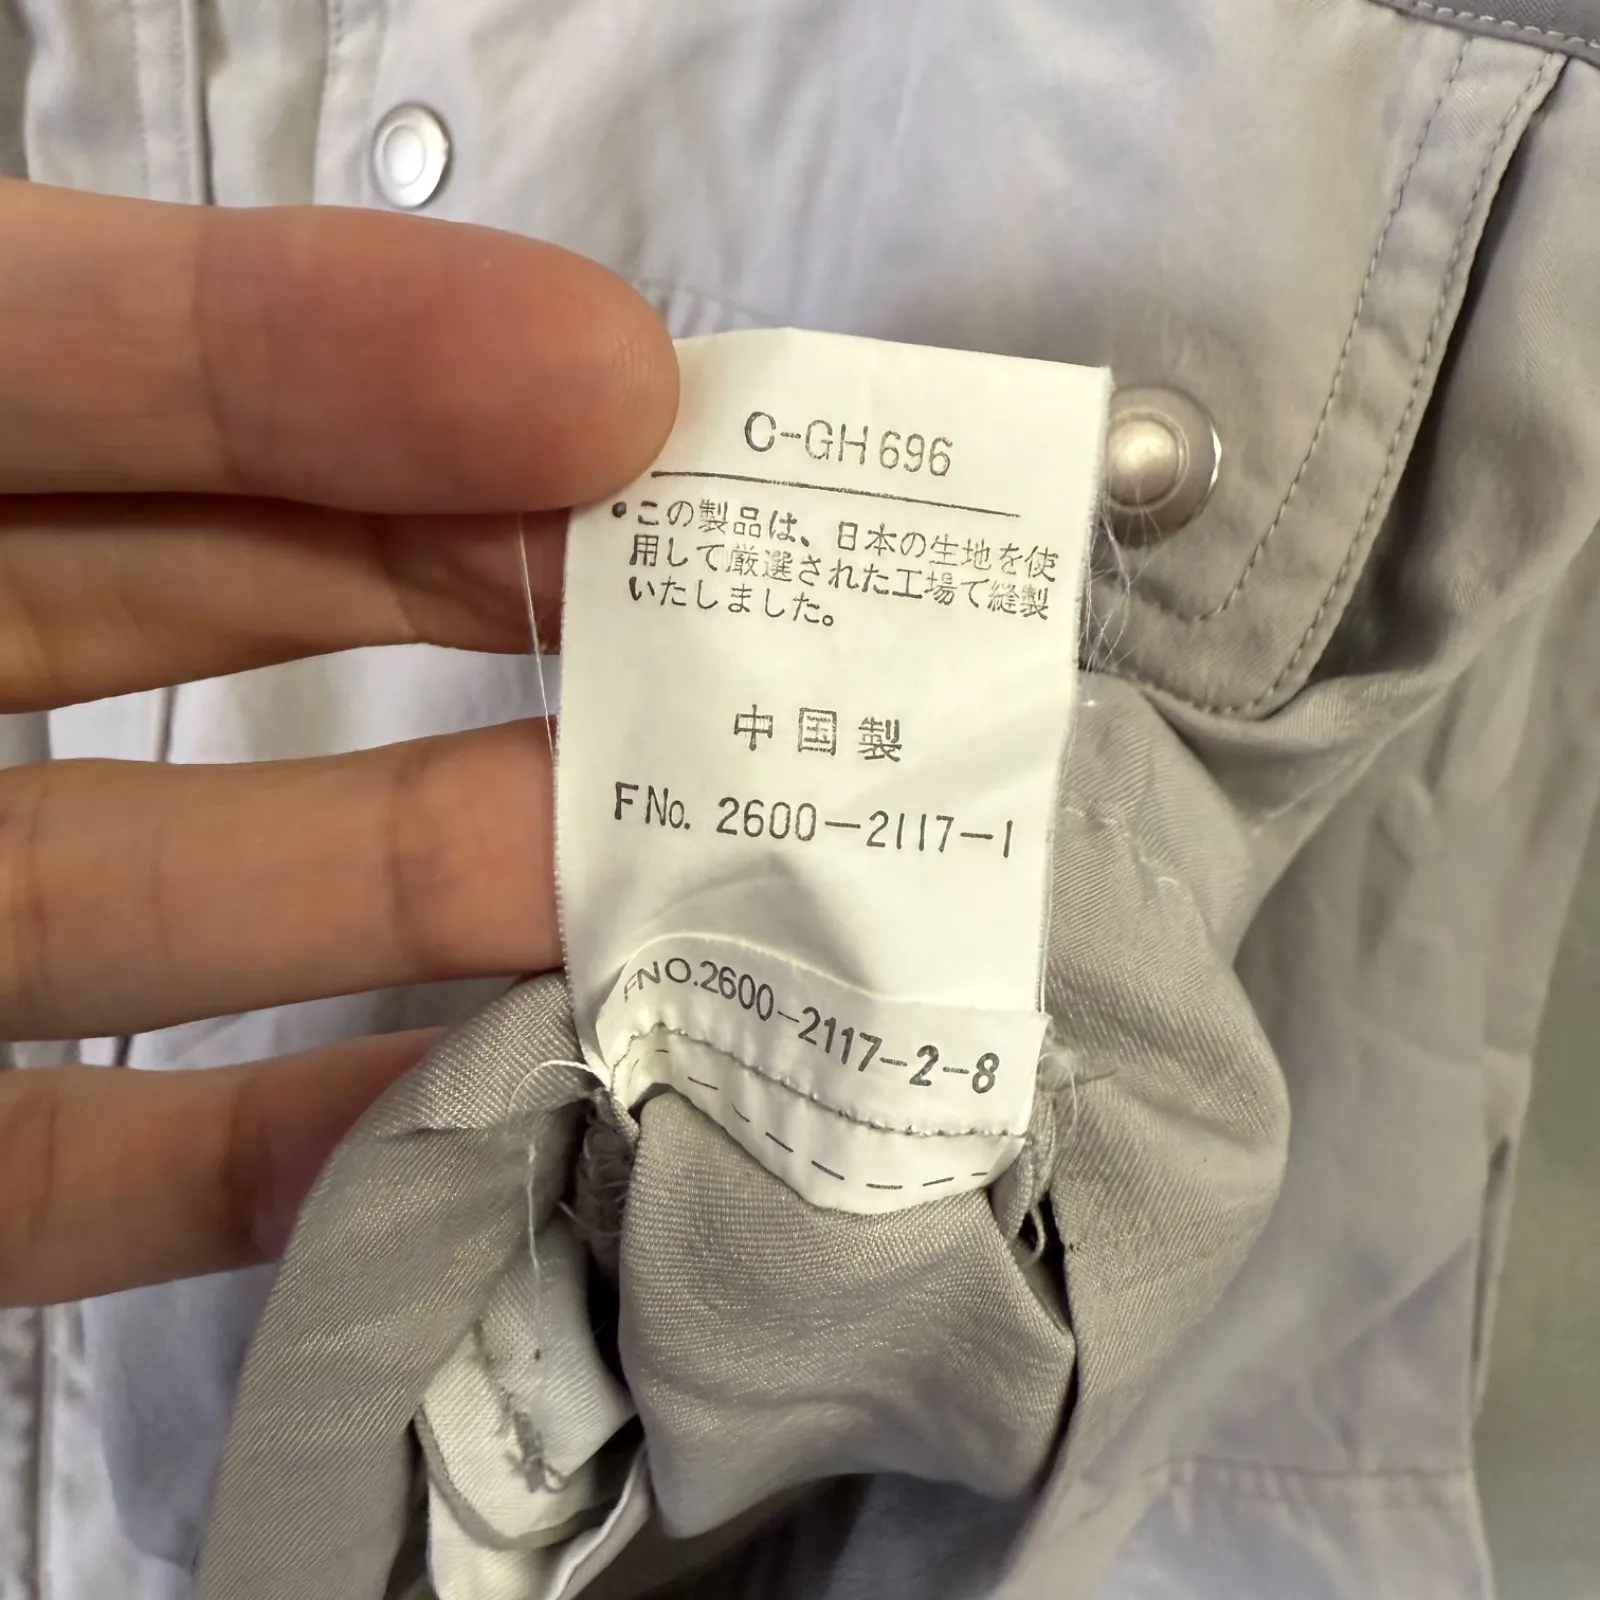 C-GH696
•この製品は、日本の生地を使
用して厳選された工場で縫製
いたしました。
中国製
FNo. 2600-2117-1
FNO.2600-2117-2-8